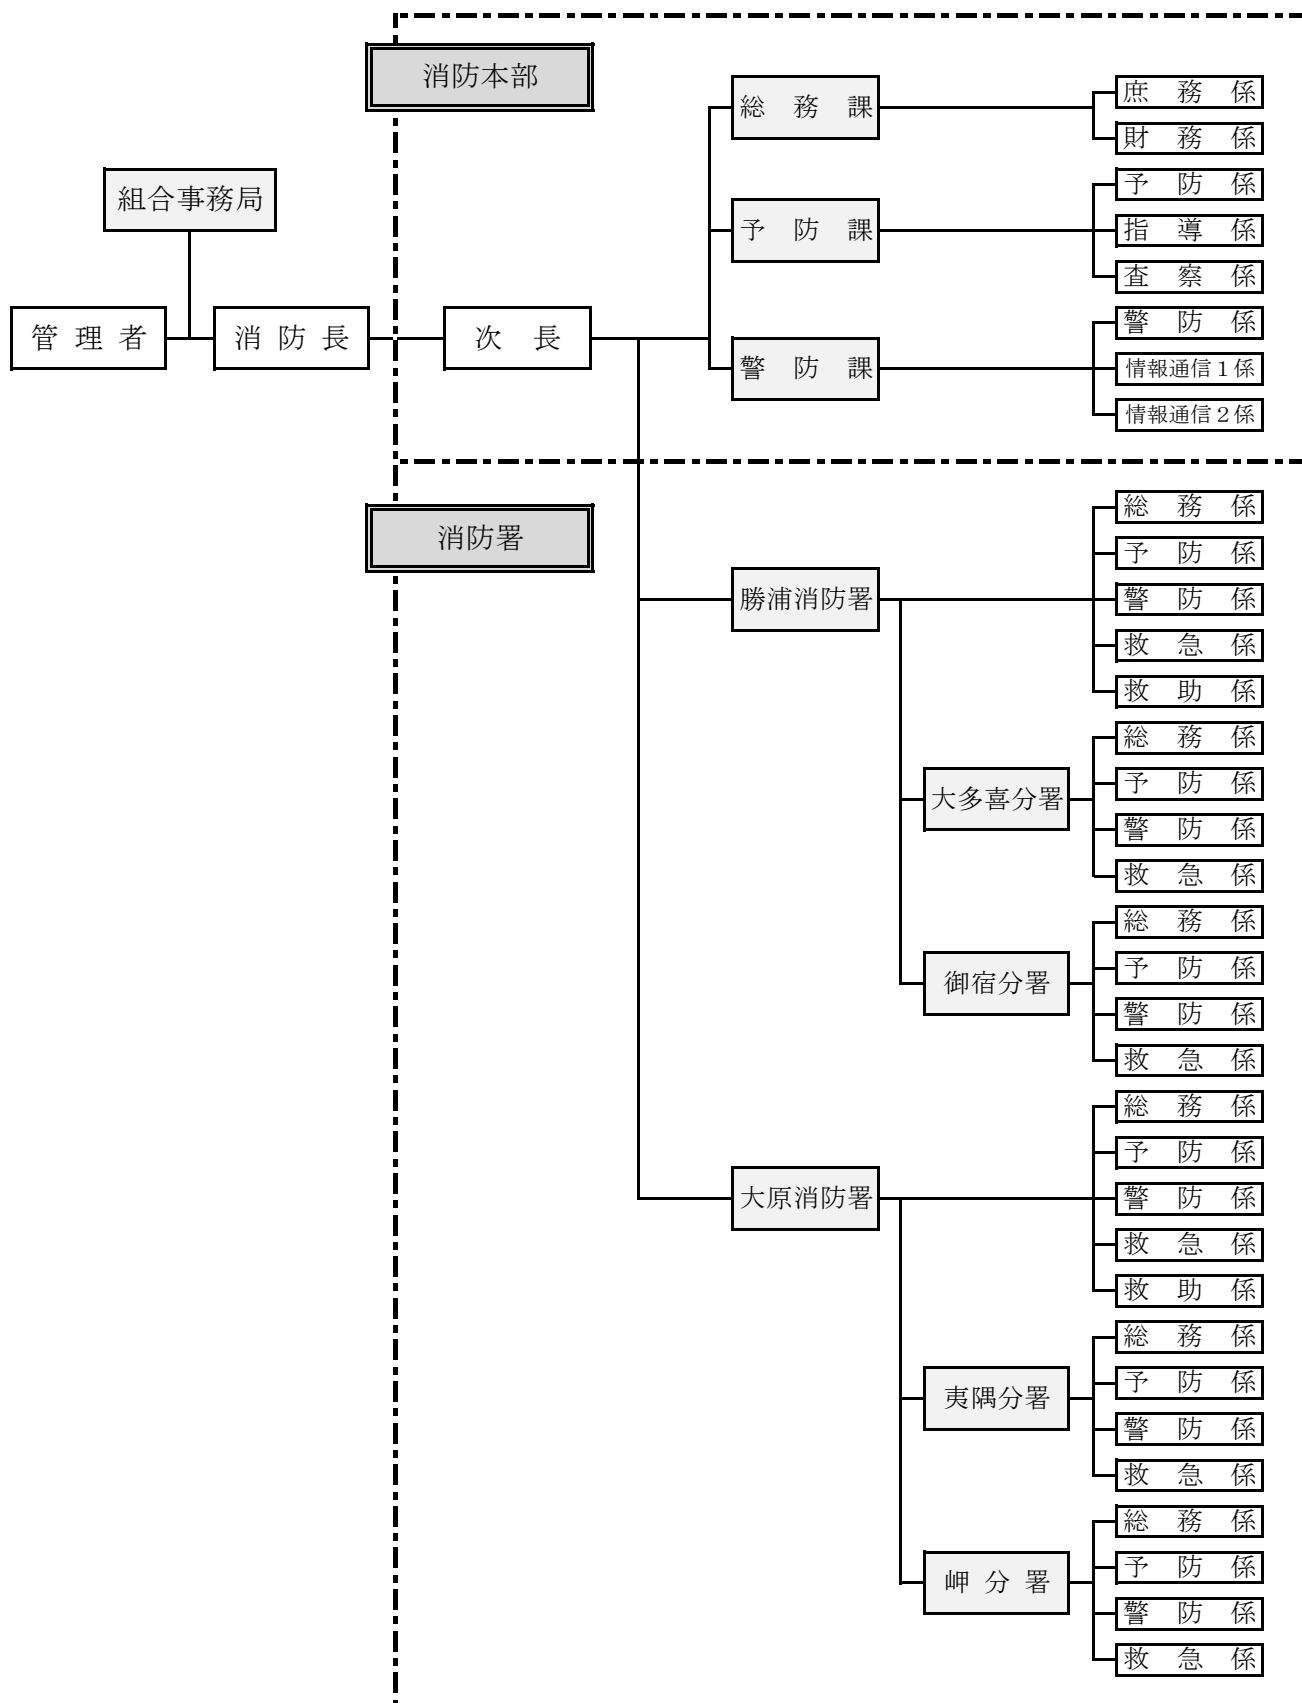 消防本部
総務課
庶務係
財務係
組合事務局
予防課
予防係
指導係
査察係
管理者
消防長
次長
警防課
警防係
情報通信１係
情報通信２係
消防署
勝浦消防署
総務係
予防係
警防係
救急係
救助係
大多喜分署
総務係
予防係
警防係
救急係
御宿分署
総務係
予防係
警防係
救急係
大原消防署
総務係
予防係
警防係
救急係
救助係
夷隅分署
総務係
予防係
警防係
救急係
岬分署
総務係
予防係
警防係
救急係